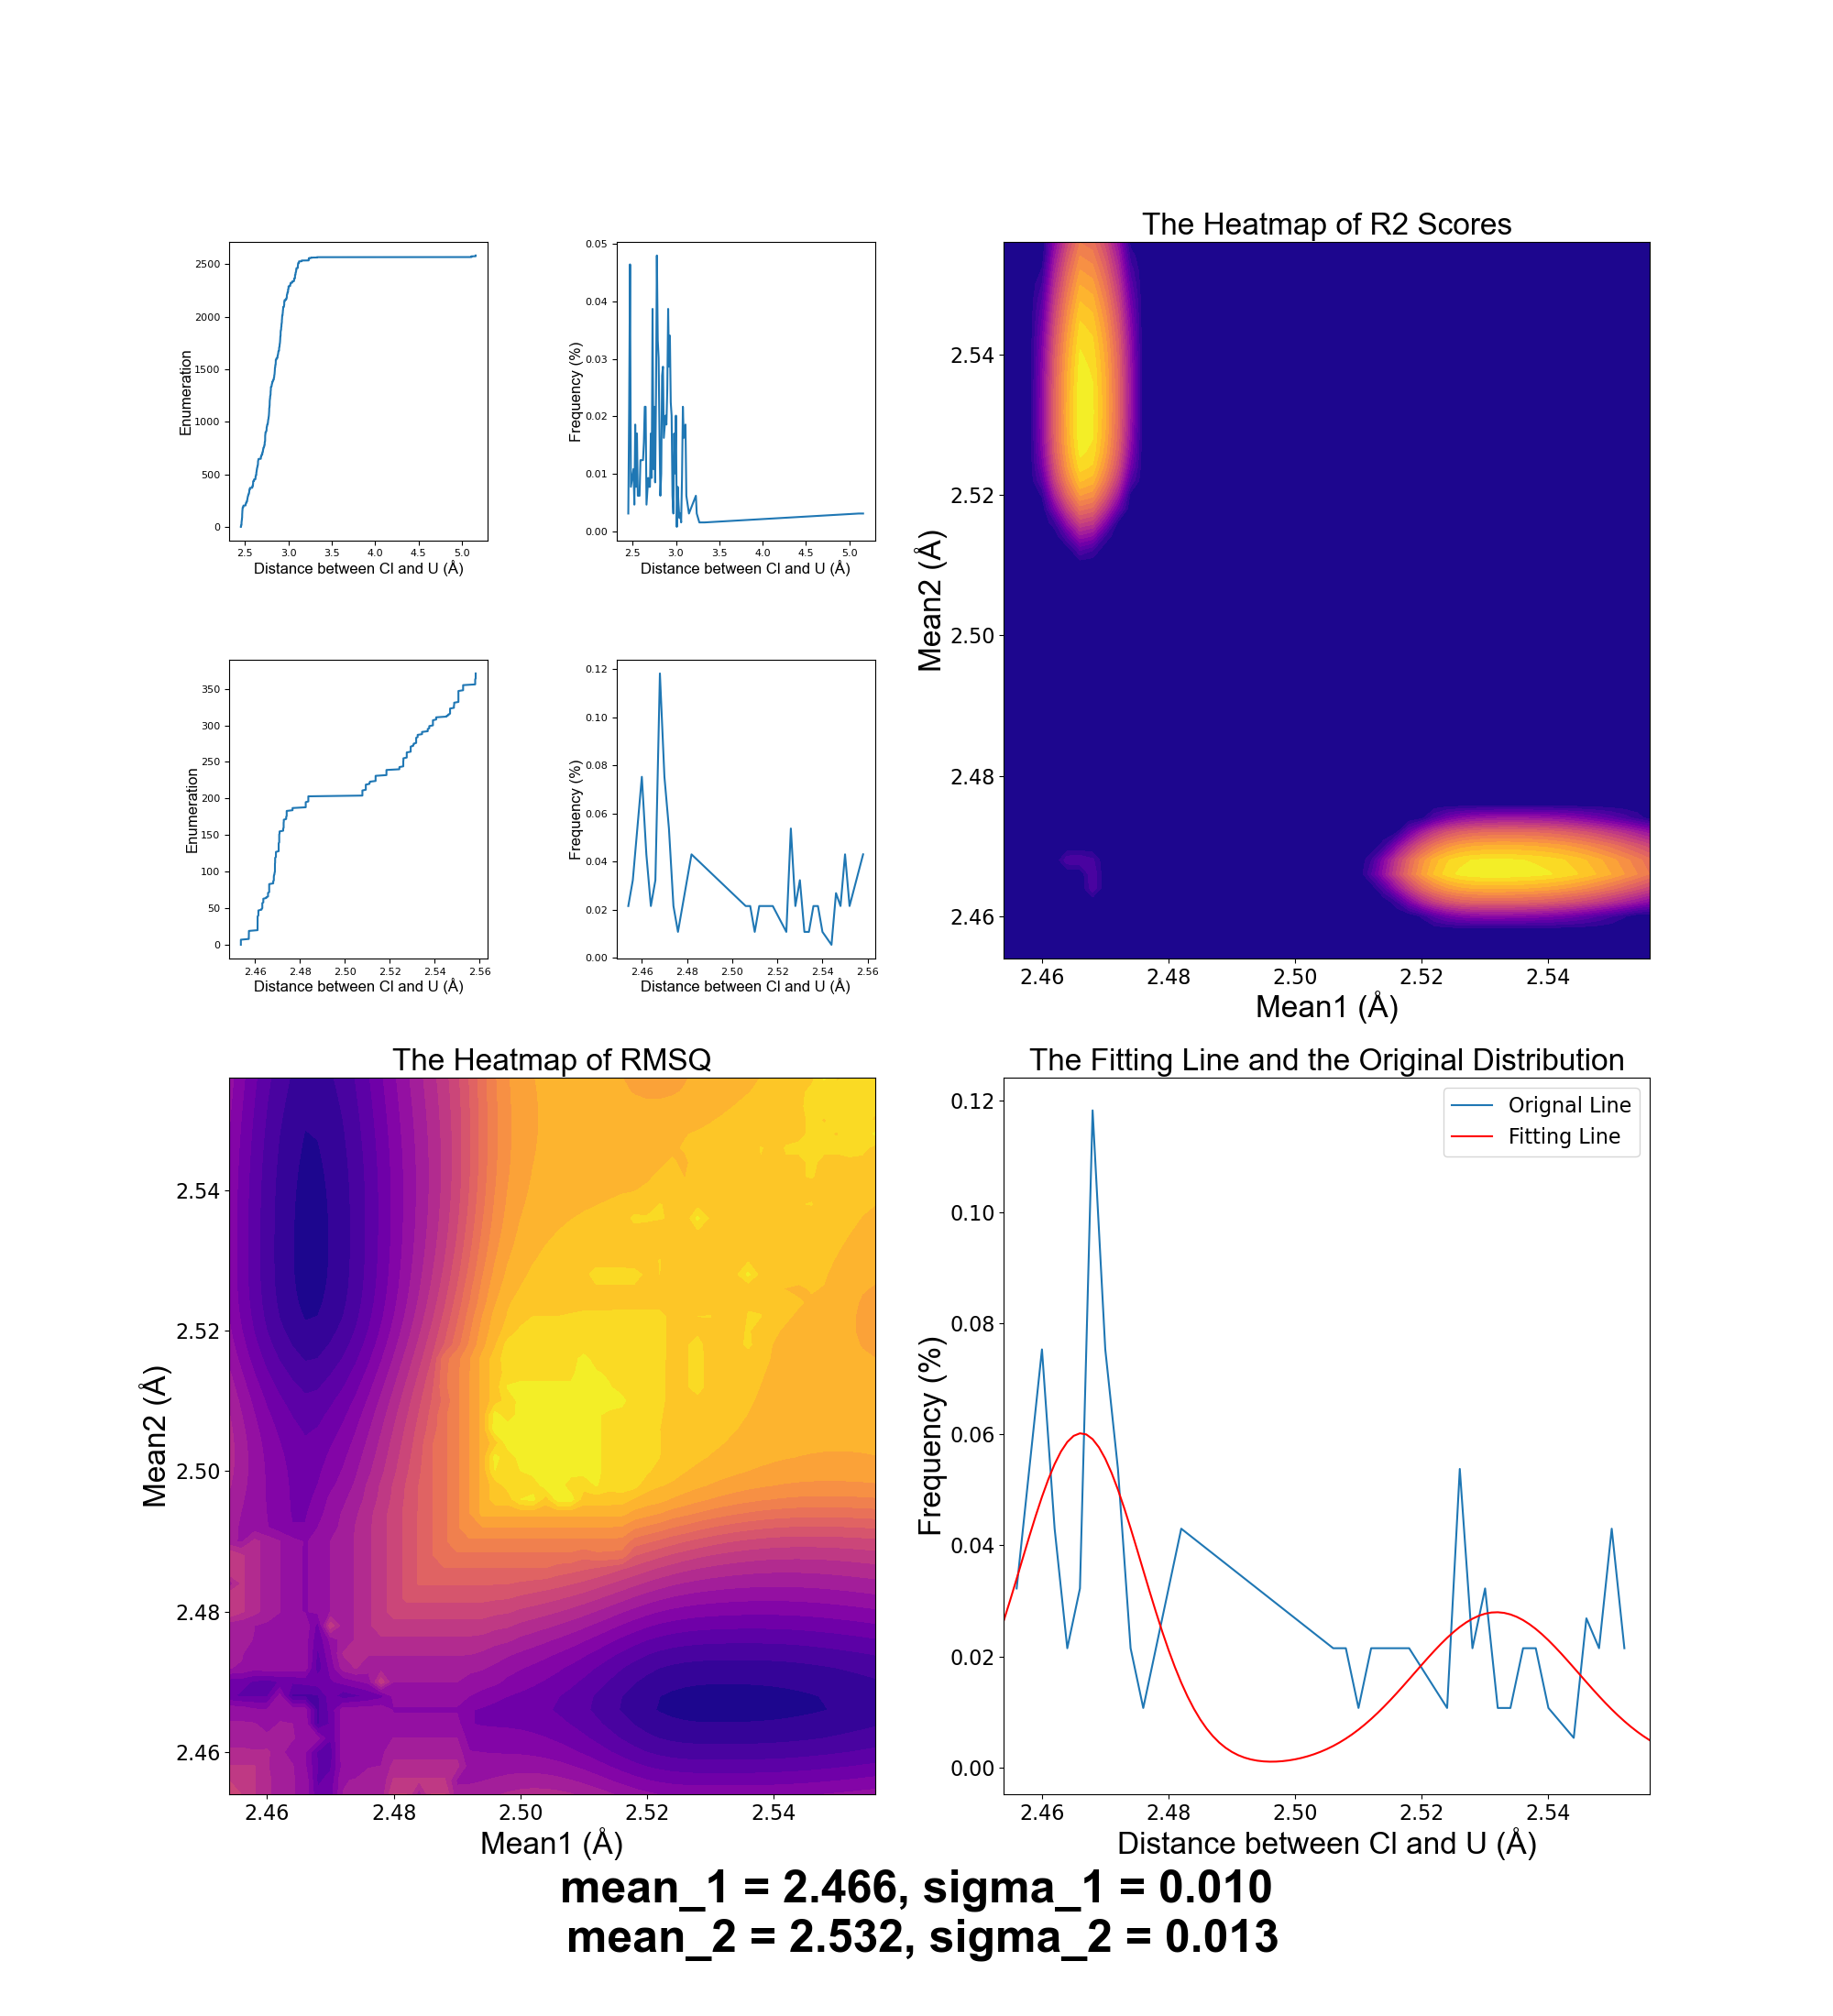 2500
2000
1500
1000
500
0
Enumeration
2.5 3.0 3.5 4.0 4.5 5.0
Distance between Cl and U (Å)
0.05
0.04
0.03
0.02
0.01
0.00
Frequency (%)
2.5 3.0 3.5 4.0 4.5 5.0
Distance between Cl and U (Å)
350
300
250
200
150
100
50
0
Enumeration
2.46 2.48 2.50 2.52 2.54 2.56
Distance between Cl and U (Å)
0.12
0.10
0.08
0.06
0.04
0.02
0.00
Frequency (%)
2.46 2.48 2.50 2.52 2.54 2.56
Distance between Cl and U (Å)
The Heatmap of R2 Scores
2.54
2.52
2.50
2.48
2.46
Mean2 (Å)
2.46 2.48 2.50 2.52 2.54
Mean1 (Å)
The Heatmap of RMSQ
2.54
2.52
2.50
2.48
2.46
Mean2 (Å)
2.46 2.48 2.50 2.52 2.54
Mean1 (Å)
The Fitting Line and the Original Distribution
Orignal Line
Fitting Line
0.12
0.10
0.08
0.06
0.04
0.02
0.00
Frequency (%)
2.46 2.48 2.50 2.52 2.54
Distance between Cl and U (Å)
mean_1 = 2.466, sigma_1 = 0.010
mean_2 = 2.532, sigma_2 = 0.013